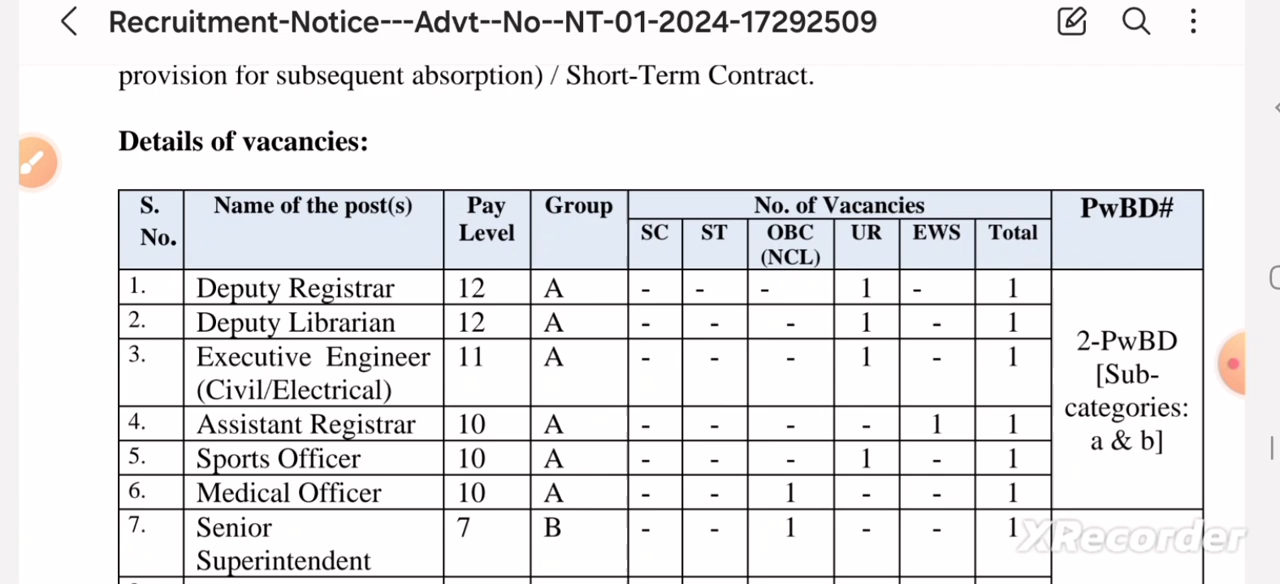 Recruitment-Notice---Advt--No--NT-01-2024-17292509
provision for subsequent absorption) / Short-Term Contract.
Details of vacancies:
S. No. Name of the post(s) Pay Level Group No. of Vacancies PwBD#
SC ST OBC (NCL) UR EWS Total
1. Deputy Registrar 12 A - - - 1 - 1
2. Deputy Librarian 12 A - - - 1 - 1
3. Executive Engineer 11 A - - - 1 - 1
(Civil/Electrical)
4. Assistant Registrar 10 A - - - - 1 1
5. Sports Officer 10 A - - - 1 - 1
6. Medical Officer 10 A - - 1 - - 1
2-PwBD
[Sub-
categories:
a & b]
7. Senior 7 B - - 1 - - 1
Superintendent
XRecorder